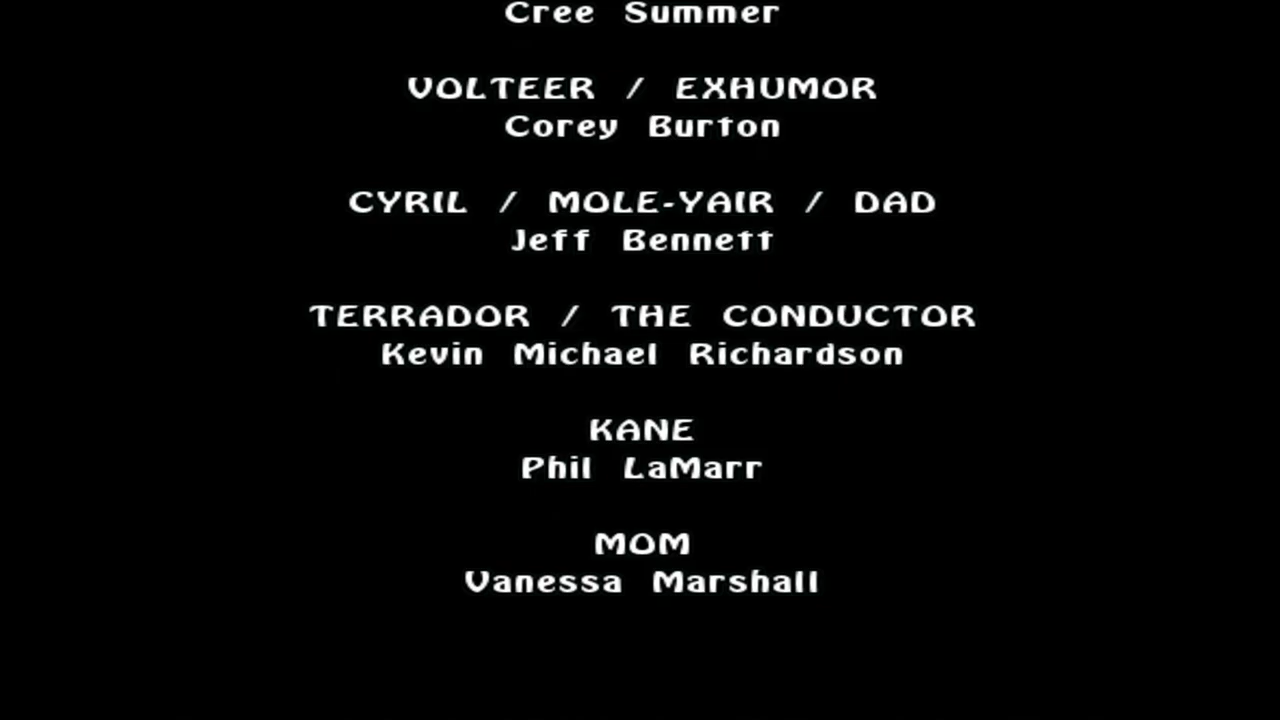 Cree Summer
VOLTEER / EXHUMOR
Corey Burton
CYRIL / MOLE-YAIR / DAD
Jeff Bennett
TERRADOR / THE CONDUCTOR
Kevin Michael Richardson
KANE
Phil LaMarr
MOM
Vanessa Marshall